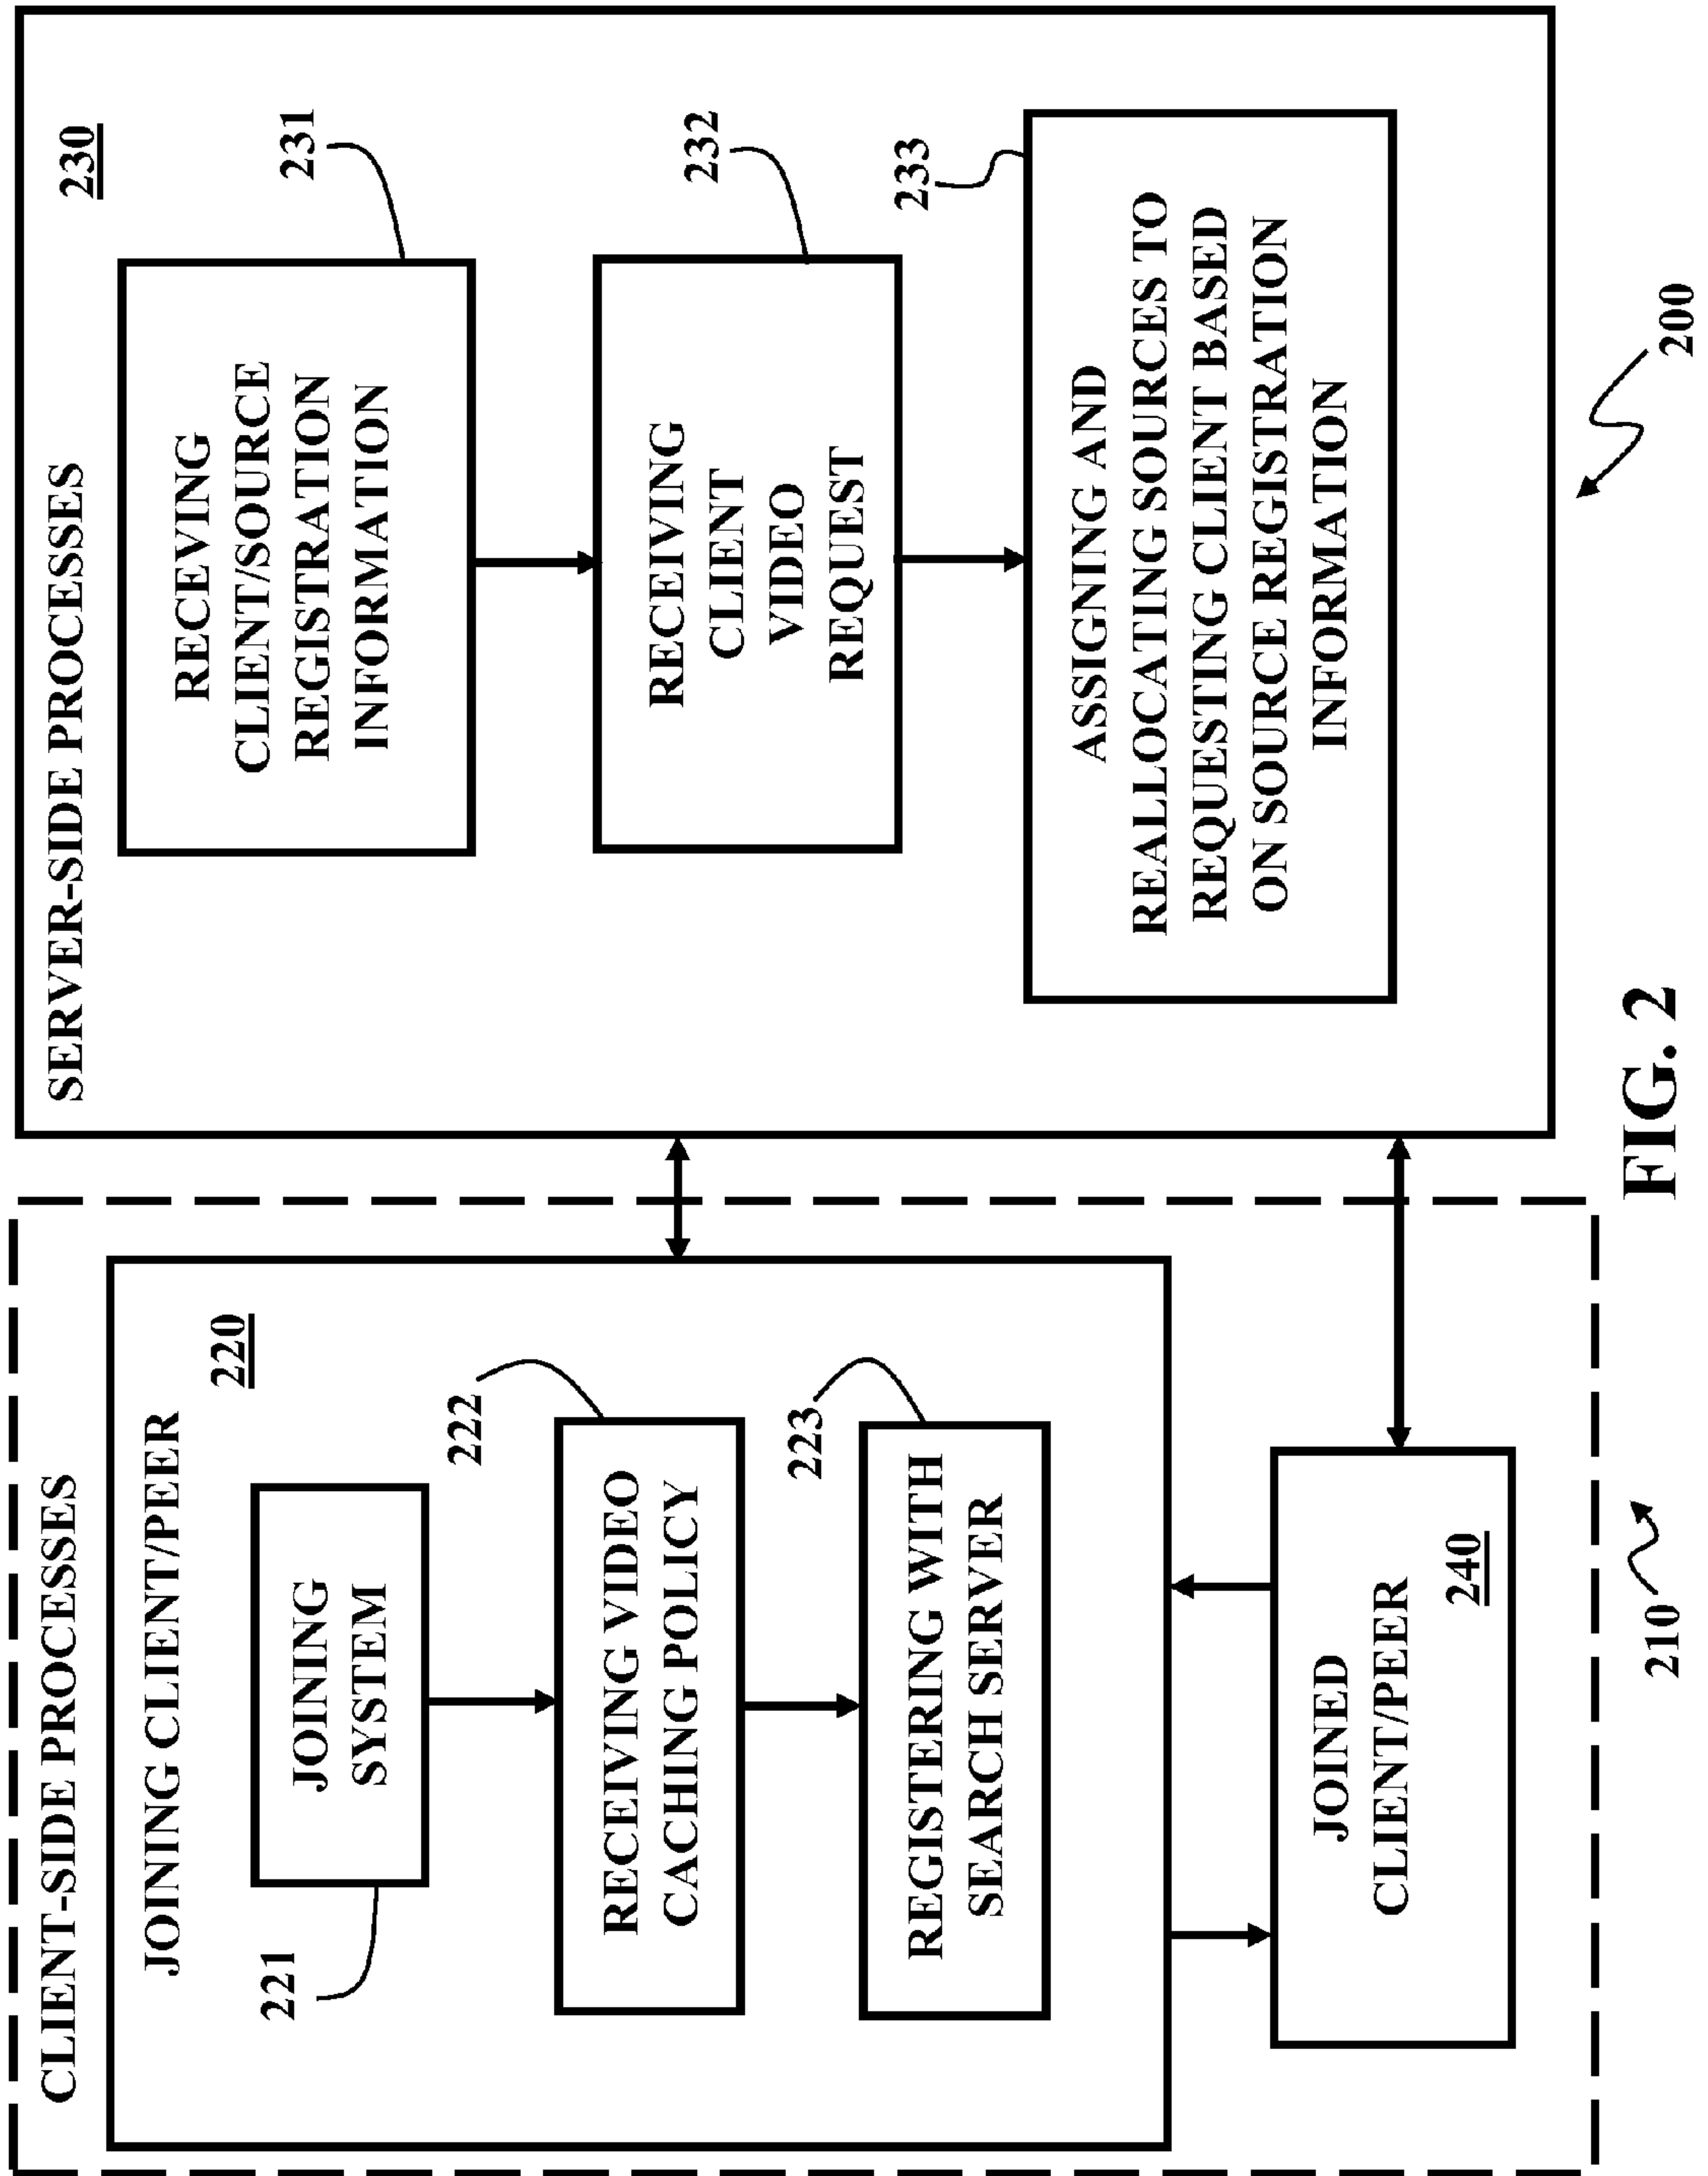 CLIENT-SIDE PROCESSES
JOINING CLIENT/PEER
220
221
JOINING
SYSTEM
222
RECEIVING VIDEO
CACHING POLICY
223
REGISTERING WITH
SEARCH SERVER
JOINED
CLIENT/PEER
240
210
SERVER-SIDE PROCESSES
230
231
RECEVING
CLIENT/SOURCE
REGISTRATION
INFORMATION
232
RECEIVING
CLIENT
VIDEO
REQUEST
233
ASSIGNING AND
REALLOCATING SOURCES TO
REQUESTING CLIENT BASED
ON SOURCE REGISTRATION
INFORMATION
200
FIG. 2